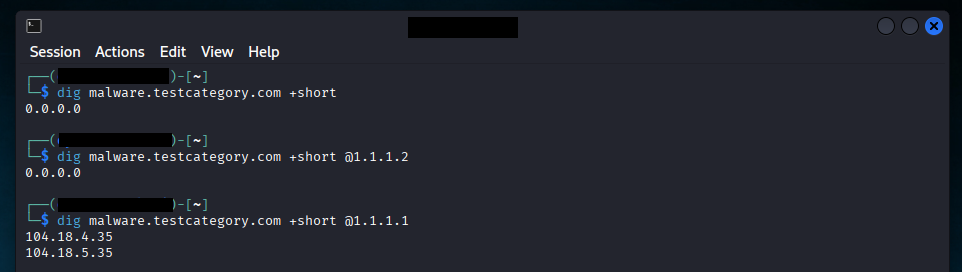 Session Actions Edit View Help
┌──( )-[~]
└─$ dig malware.testcategory.com +short
0.0.0.0
┌──( )-[~]
└─$ dig malware.testcategory.com +short @1.1.1.2
0.0.0.0
┌──( )-[~]
└─$ dig malware.testcategory.com +short @1.1.1.1
104.18.4.35
104.18.5.35